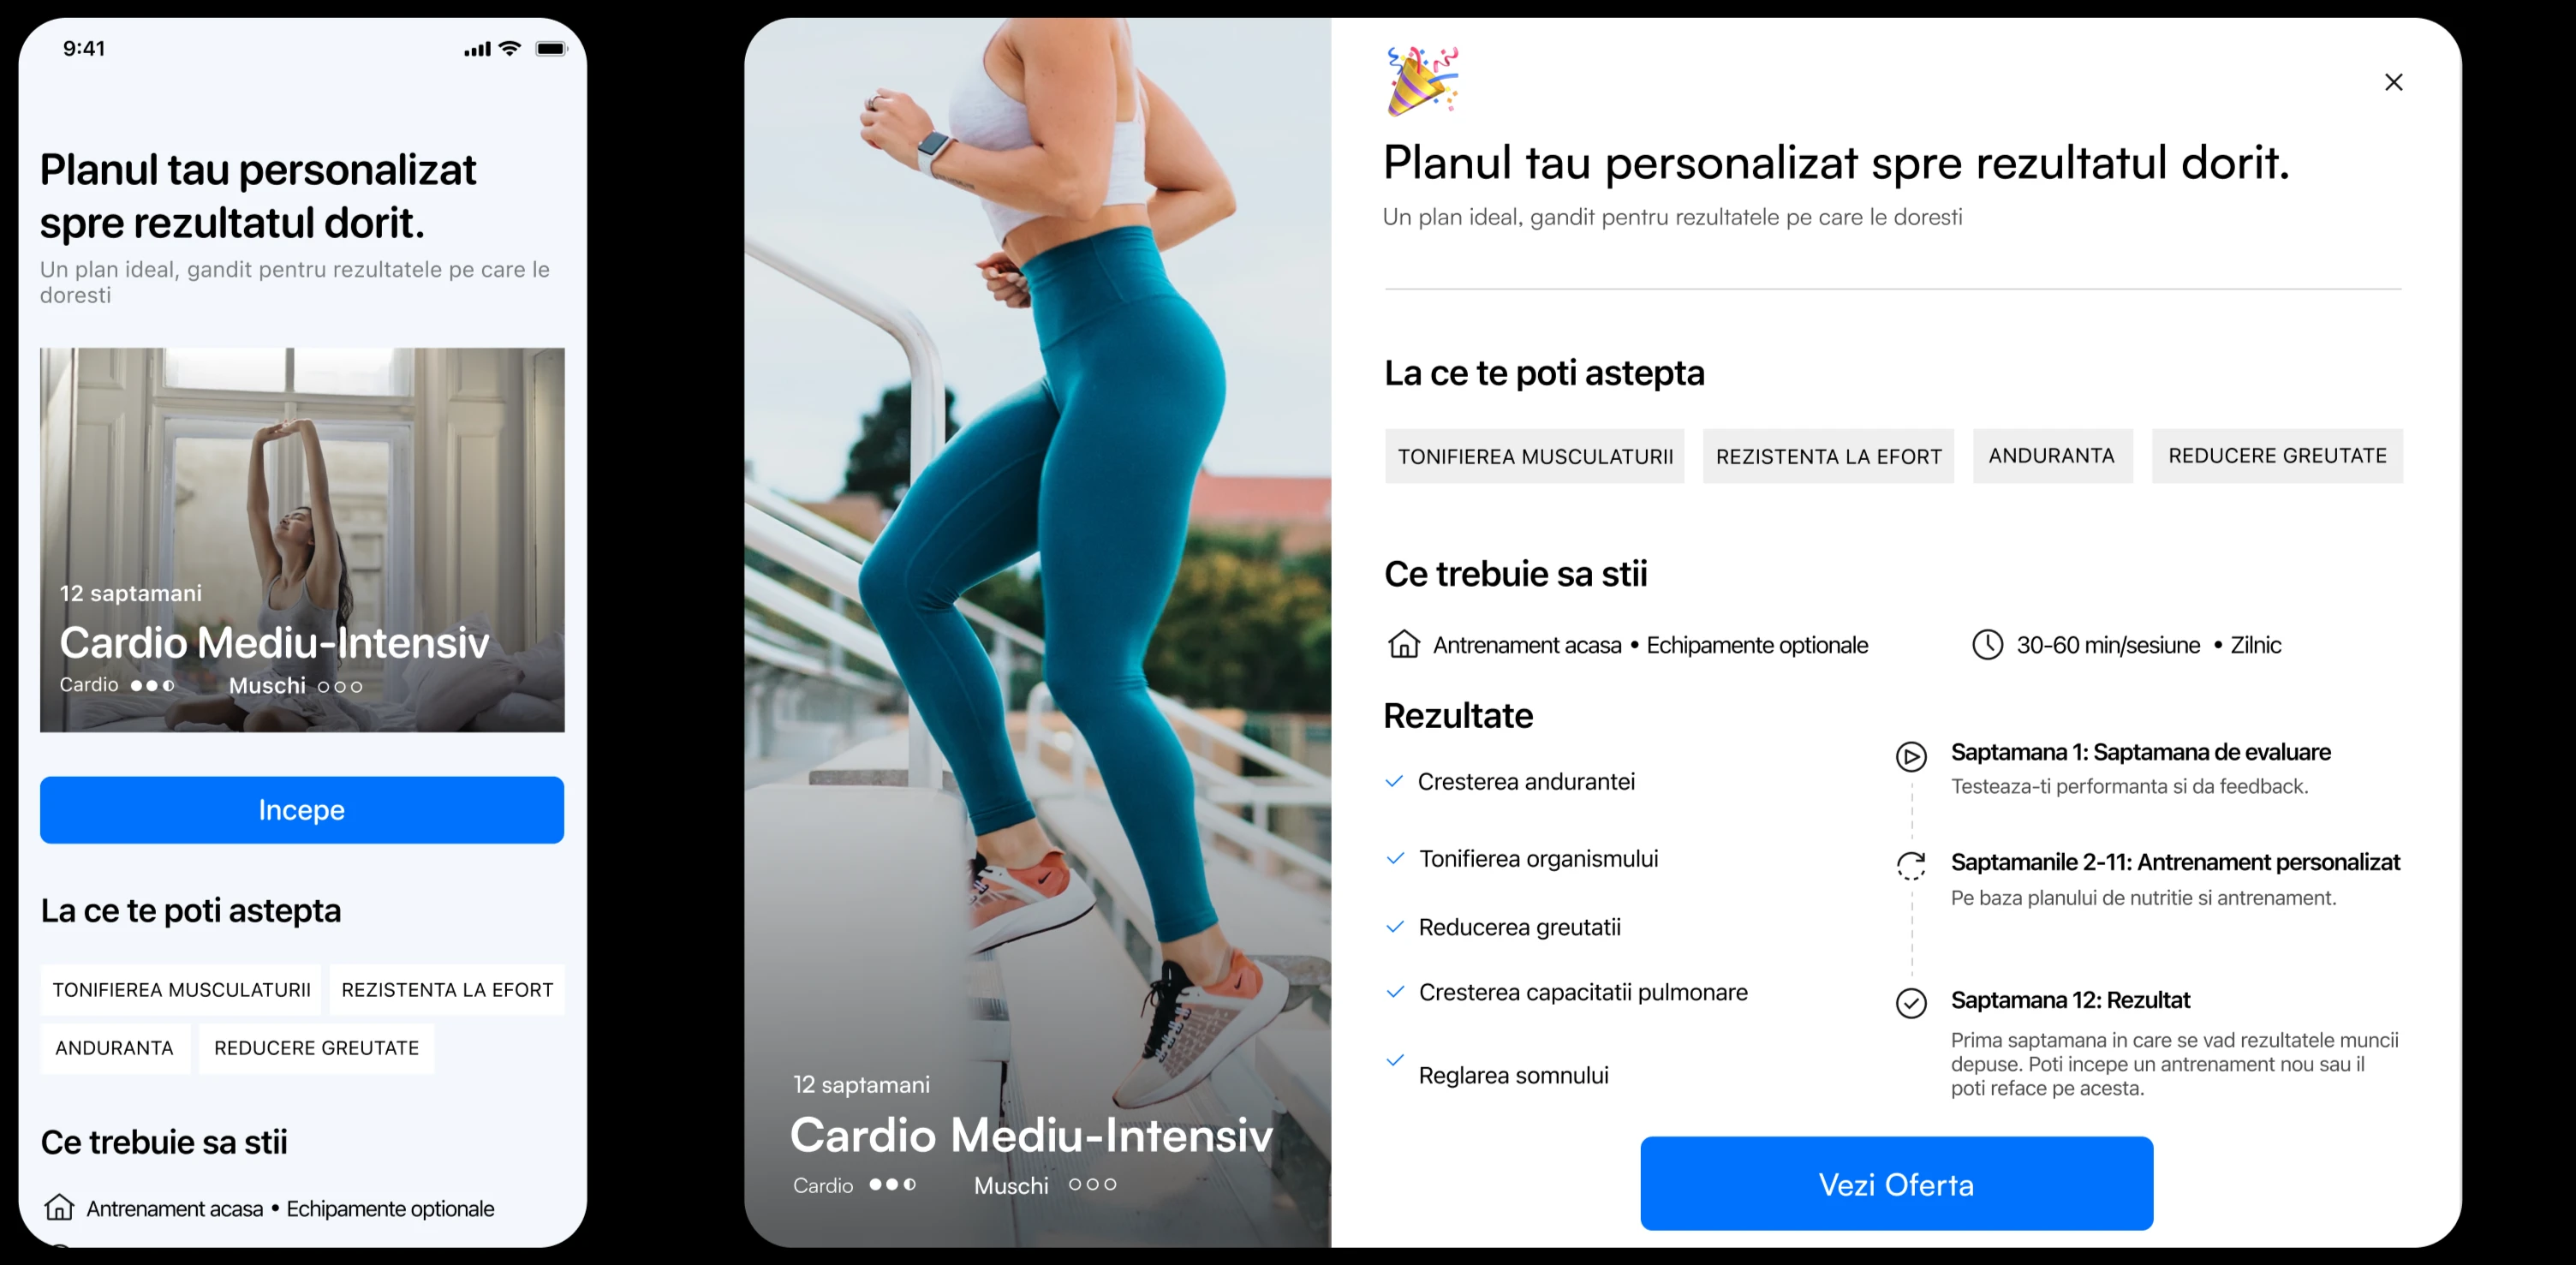 9:41
Planul tau personalizat
spre rezultatul dorit.
Un plan ideal, gandit pentru rezultatele pe care le
doresti
12 saptamani
Cardio Mediu-Intensiv
Cardio
Muschi
Incepe
La ce te poti astepta
TONIFIEREA MUSCULATURII
REZISTENTA LA EFORT
ANDURANTA
REDUCERE GREUTATE
Ce trebuie sa stii
Antrenament acasa • Echipamente optionale
12 saptamani
Cardio Mediu-Intensiv
Cardio
Muschi
Planul tau personalizat spre rezultatul dorit.
Un plan ideal, gandit pentru rezultatele pe care le doresti
La ce te poti astepta
TONIFIEREA MUSCULATURII
REZISTENTA LA EFORT
ANDURANTA
REDUCERE GREUTATE
Ce trebuie sa stii
Antrenament acasa • Echipamente optionale
30-60 min/sesiune • Zilnic
Rezultate
Cresterea andurantei
Tonifierea organismului
Reducerea greutatii
Cresterea capacitatii pulmonare
Reglarea somnului
Saptamana 1: Saptamana de evaluare
Testeaza-ti performanta si da feedback.
Saptamanile 2-11: Antrenament personalizat
Pe baza planului de nutritie si antrenament.
Saptamana 12: Rezultat
Prima saptamana in care se vad rezultatele muncii
depuse. Poti incepe un antrenament nou sau il
poti reface pe acesta.
Vezi Oferta